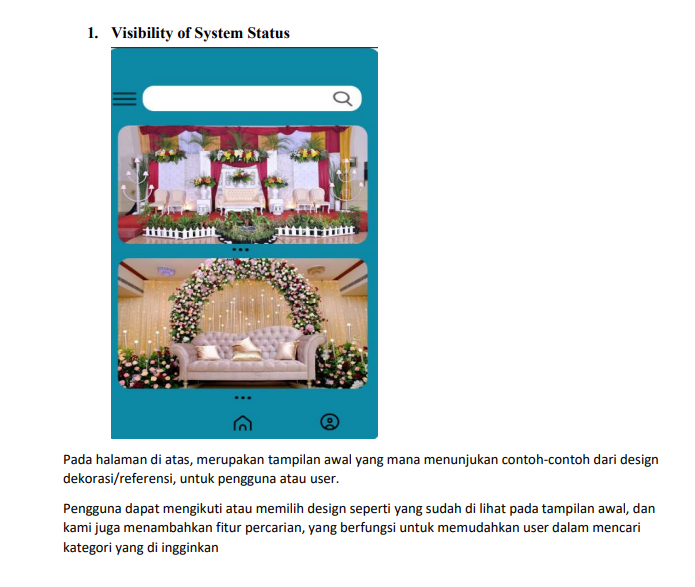 1. Visibility of System Status
Pada halaman di atas, merupakan tampilan awal yang mana menunjukan contoh-contoh dari design
dekorasi/referensi, untuk pengguna atau user.
Pengguna dapat mengikuti atau memilih design seperti yang sudah di lihat pada tampilan awal, dan
kami juga menambahkan fitur percarian, yang berfungsi untuk memudahkan user dalam mencari
kategori yang di ingginkan